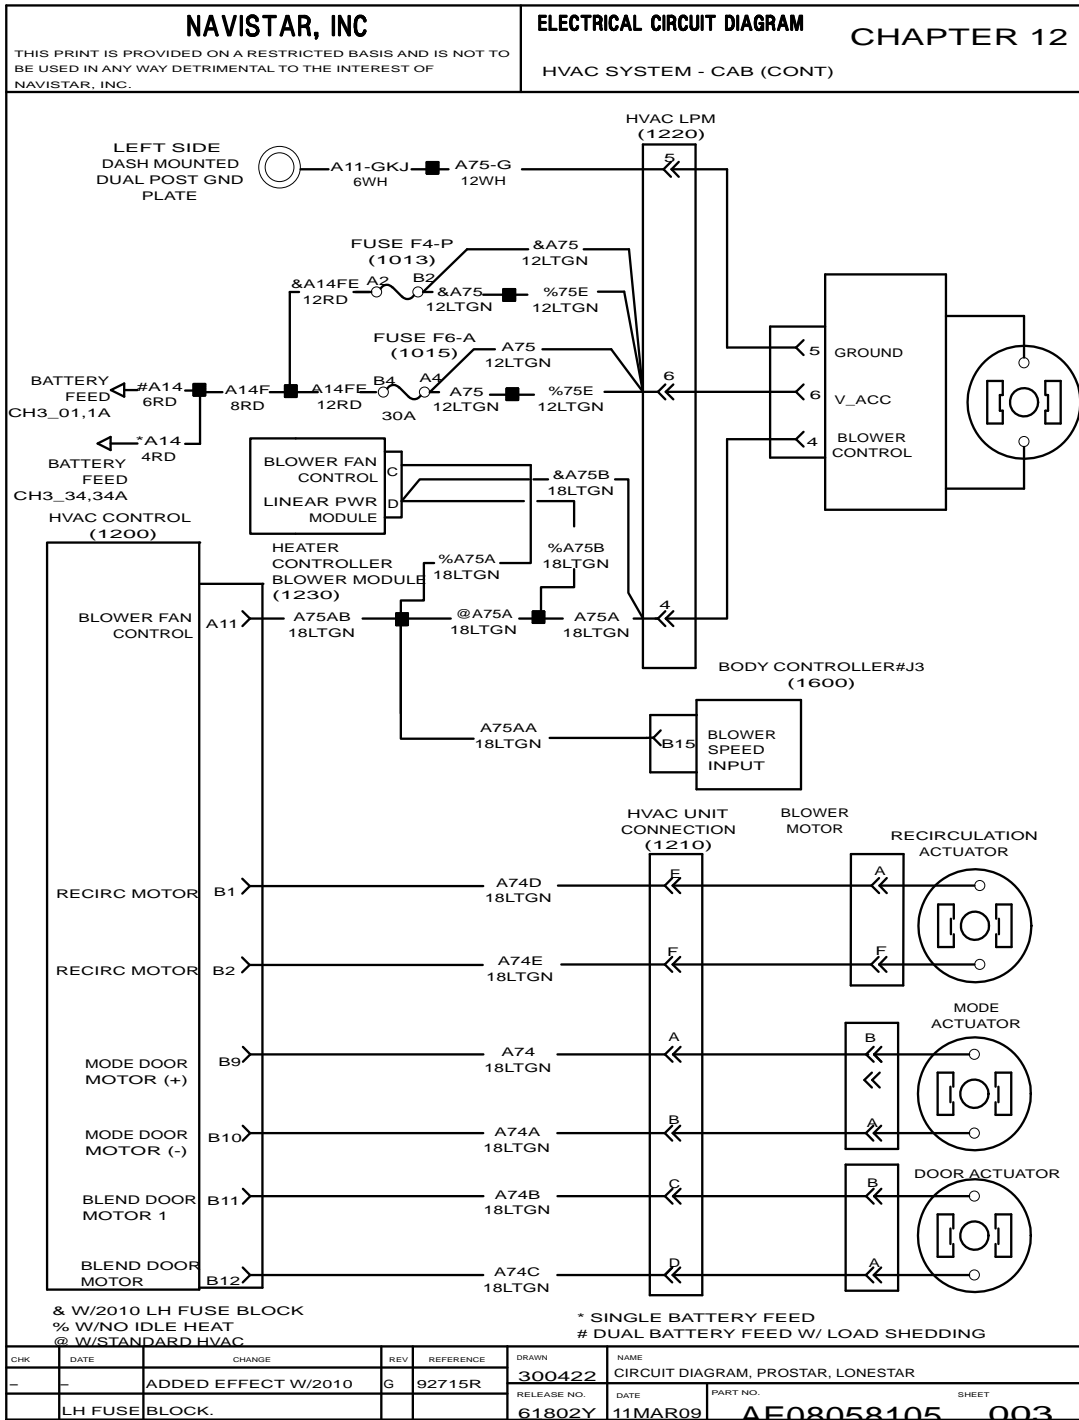 NAVISTAR, INC
THIS PRINT IS PROVIDED ON A RESTRICTED BASIS AND IS NOT TO
BE USED IN ANY WAY DETRIMENTAL TO THE INTEREST OF
NAVISTAR, INC.
ELECTRICAL CIRCUIT DIAGRAM
CHAPTER 12
HVAC SYSTEM - CAB (CONT)
HVAC LPM
(1220)
LEFT SIDE
DASH MOUNTED
DUAL POST GND
PLATE
A11-GKJ
6WH
A75-G
12WH
5
FUSE F4-P
(1013)
&A14FE
12RD
A2
B2
&A75
12LTGN
&A75
12LTGN
%75E
12LTGN
FUSE F6-A
(1015)
A75
12LTGN
BATTERY
FEED
CH3_01,1A
#A14
6RD
A14F
8RD
A14FE
12RD
B4
A4
30A
A75
12LTGN
%75E
12LTGN
6
*A14
4RD
BATTERY
FEED
CH3_34,34A
5
GROUND
6
V_ACC
4
BLOWER
CONTROL
BLOWER FAN
CONTROL
C
LINEAR PWR
MODULE
D
&A75B
18LTGN
HVAC CONTROL
(1200)
HEATER
CONTROLLER
BLOWER MODULE
(1230)
%A75A
18LTGN
%A75B
18LTGN
BLOWER FAN
CONTROL
A11
A75AB
18LTGN
@A75A
18LTGN
A75A
18LTGN
4
BODY CONTROLLER#J3
(1600)
A75AA
18LTGN
B15
BLOWER
SPEED
INPUT
HVAC UNIT
CONNECTION
(1210)
BLOWER
MOTOR
RECIRCULATION
ACTUATOR
RECIRC MOTOR
B1
A74D
18LTGN
E
A
RECIRC MOTOR
B2
A74E
18LTGN
F
F
MODE
ACTUATOR
MODE DOOR
MOTOR (+)
B9
A74
18LTGN
A
B
MODE DOOR
MOTOR (-)
B10
A74A
18LTGN
B
A
DOOR ACTUATOR
BLEND DOOR
MOTOR 1
B11
A74B
18LTGN
C
B
BLEND DOOR
MOTOR
B12
A74C
18LTGN
D
A
& W/2010 LH FUSE BLOCK
% W/NO IDLE HEAT
@ W/STANDARD HVAC
* SINGLE BATTERY FEED
# DUAL BATTERY FEED W/ LOAD SHEDDING
CHK DATE CHANGE REV REFERENCE
– – ADDED EFFECT W/2010 G 92715R
LH FUSE BLOCK.
DRAWN
300422
NAME
CIRCUIT DIAGRAM, PROSTAR, LONESTAR
RELEASE NO.
61802Y
DATE
11MAR09
PART NO.
AF08058105
SHEET
003